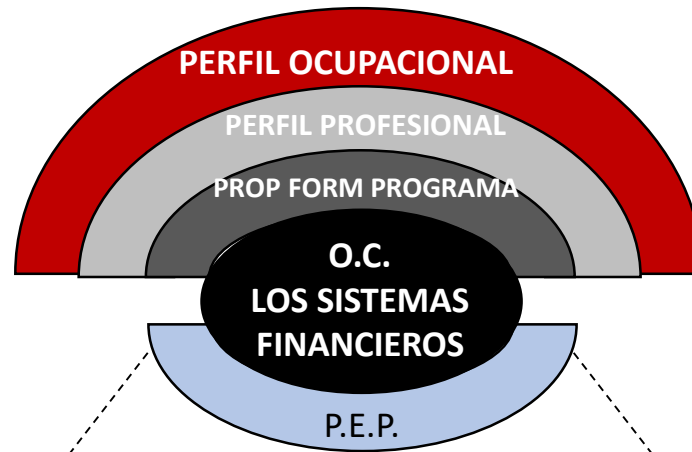 PERFIL OCUPACIONAL
PERFIL PROFESIONAL
PROP FORM PROGRAMA
O.C.
LOS SISTEMAS
FINANCIEROS
P.E.P.